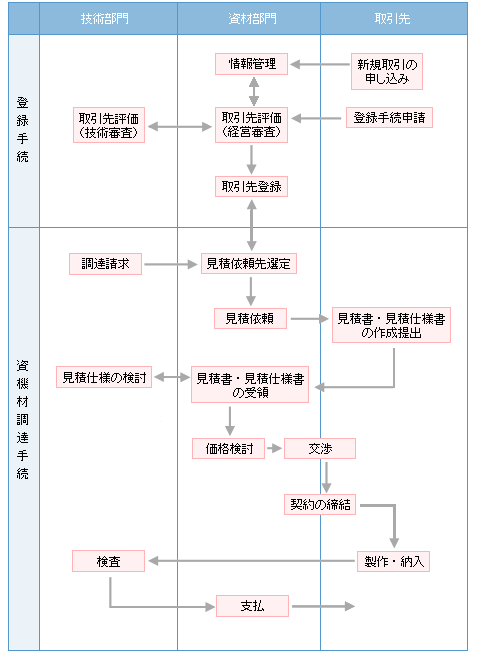 技術部門
資材部門
取引先
登録手続
情報管理
新規取引の
申し込み
取引先評価
（技術審査）
取引先評価
（経営審査）
登録手続申請
取引先登録
資機材調達手続
調達請求
見積依頼先選定
見積依頼
見積書・見積仕様書
の作成提出
見積仕様の検討
見積書・見積仕様書
の受領
価格検討
交渉
契約の締結
検査
製作・納入
支払